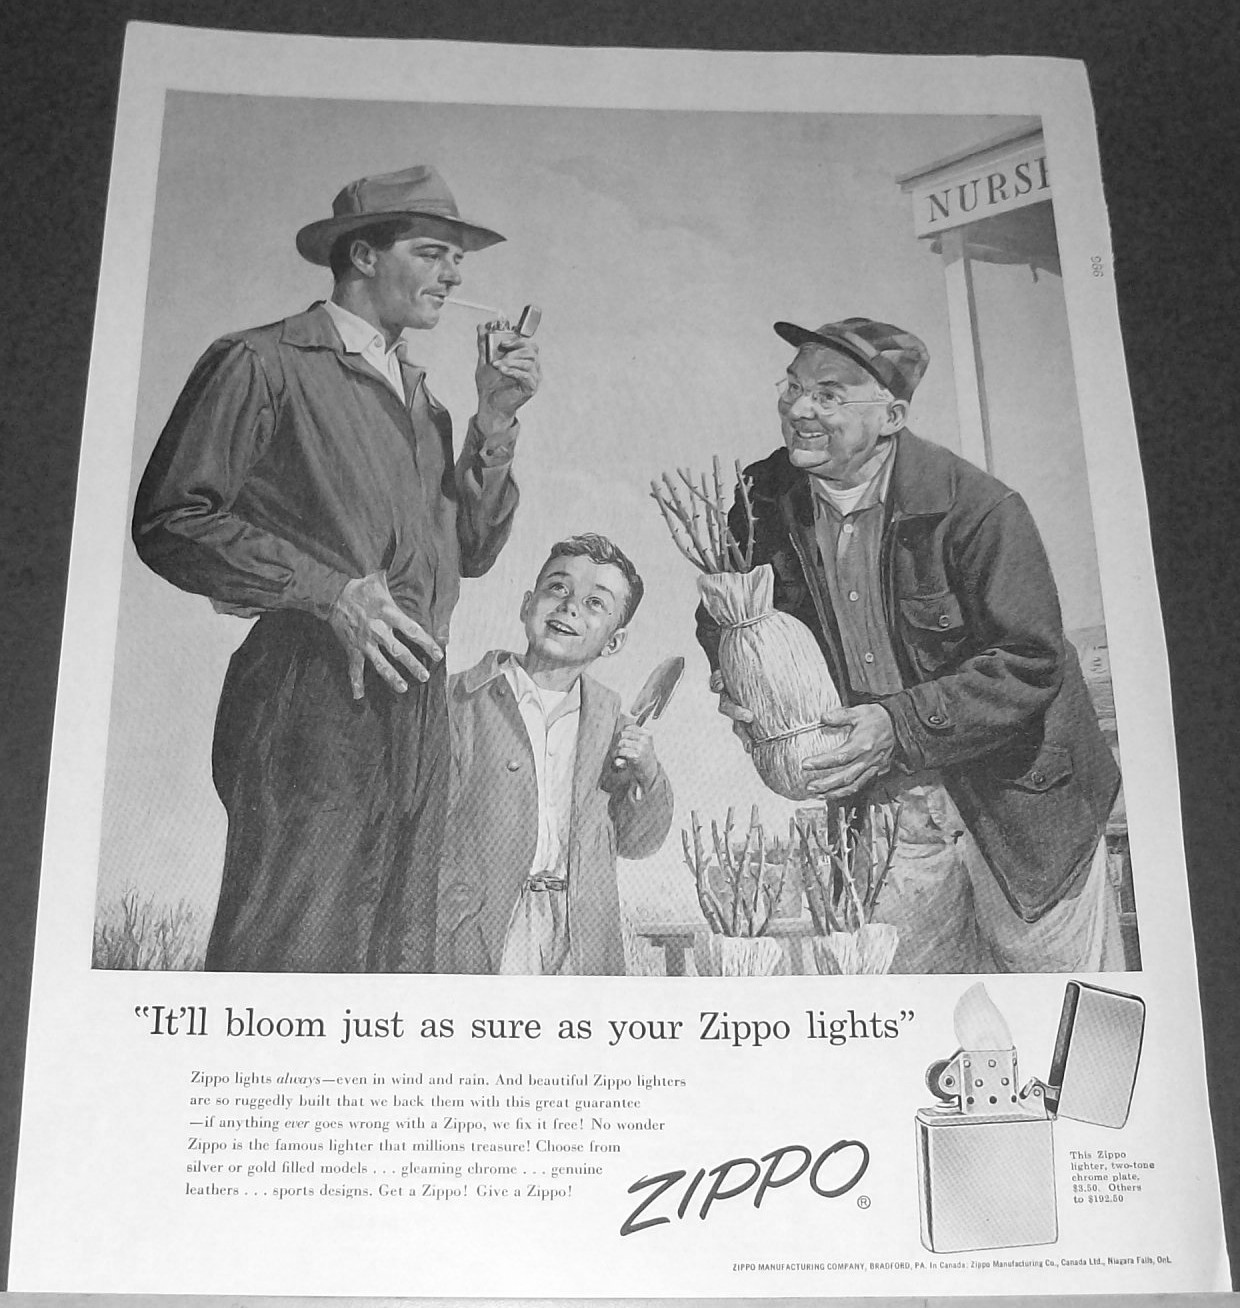 NURSE
986
“It’ll bloom just as sure as your Zippo lights”
Zippo lights always—even in wind and rain. And beautiful Zippo lighters
are so ruggedly built that we back them with this great guarantee
—if anything ever goes wrong with a Zippo, we fix it free! No wonder
Zippo is the famous lighter that millions treasure! Choose from
silver or gold filled models . . . gleaming chrome . . . genuine
leathers . . . sports designs. Get a Zippo! Give a Zippo!
ZIPPO®
This Zippo
lighter, two-tone
chrome plate,
$3.50. Others
to $192.50
ZIPPO MANUFACTURING COMPANY, BRADFORD, PA. In Canada: Zippo Manufacturing Co., Canada Ltd., Niagara Falls, Ont.